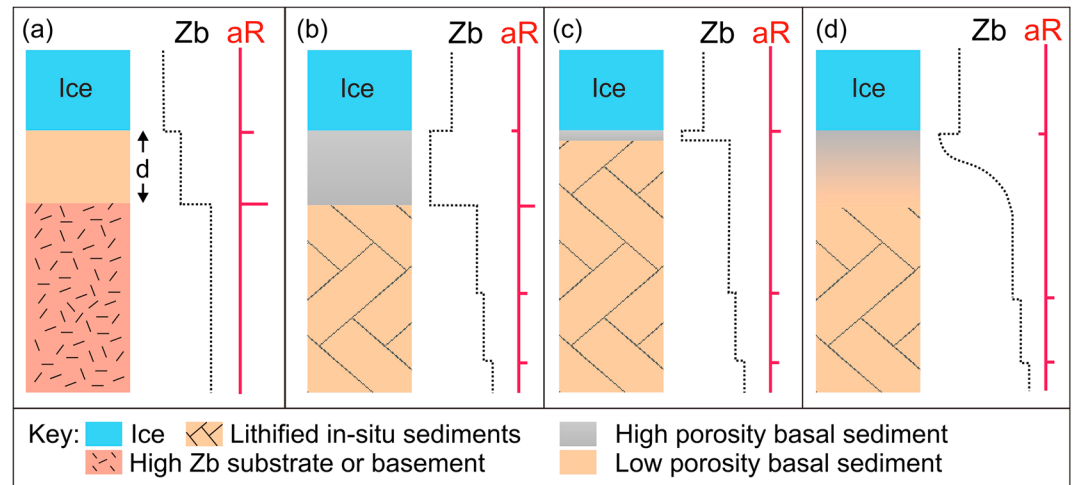 (a) Zb aR (b) Zb aR (c) Zb aR (d) Zb aR
Ice Ice Ice Ice
d
Key: Ice Lithified in-situ sediments High porosity basal sediment
High Zb substrate or basement Low porosity basal sediment